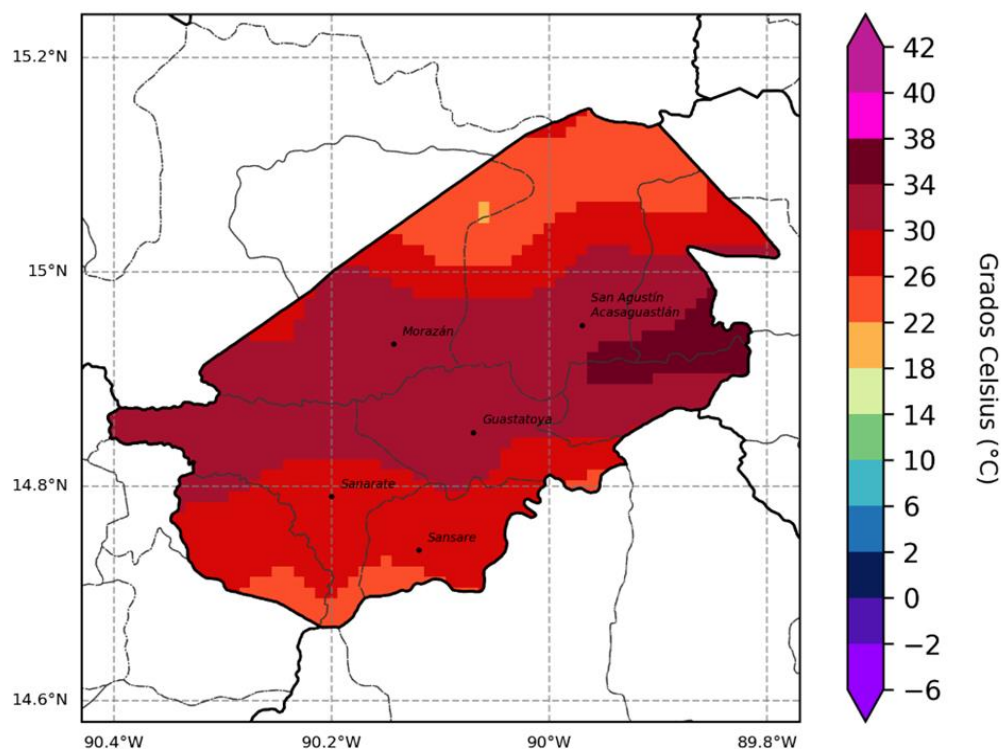 15.2°N
15°N
14.8°N
14.6°N
90.4°W
90.2°W
90°W
89.8°W
Morazán
San Agustín
Acasaguastlán
Guastatoya
Sanarate
Sansare
42
40
38
34
30
26
22
18
14
10
6
2
0
−2
−6
Grados Celsius (°C)